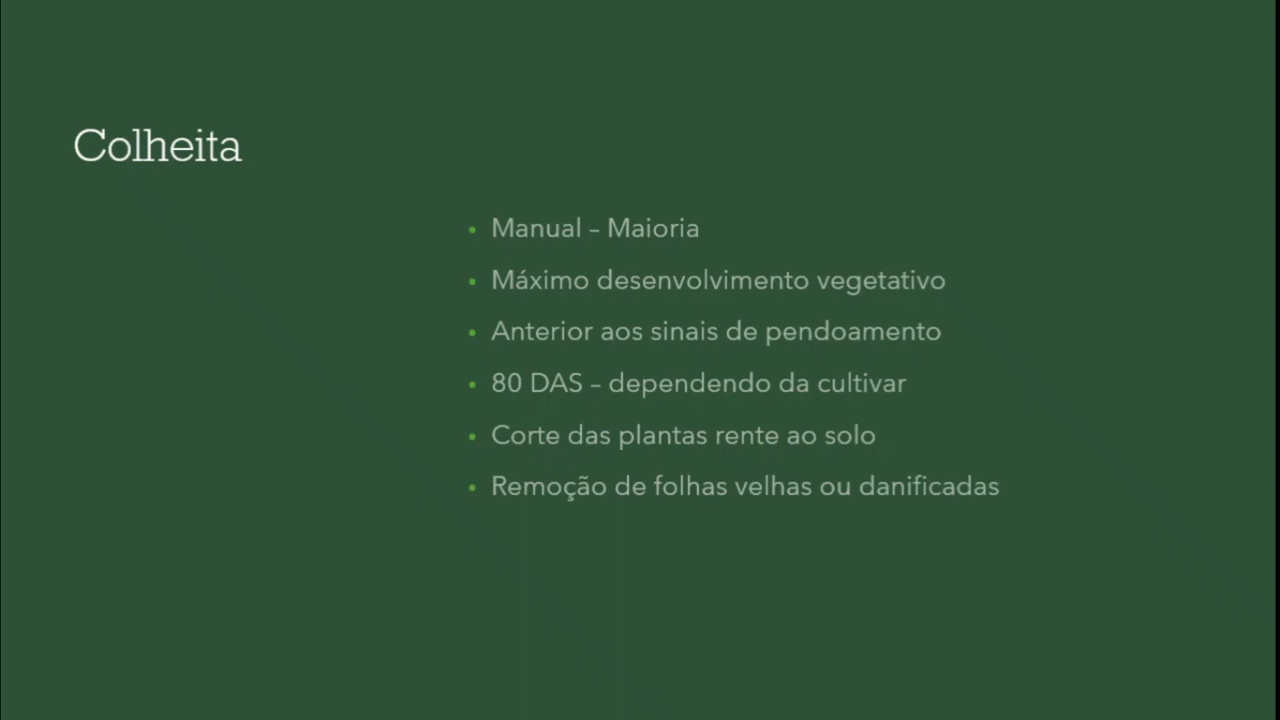 Colheita
• Manual – Maioria
• Máximo desenvolvimento vegetativo
• Anterior aos sinais de pendoamento
• 80 DAS – dependendo da cultivar
• Corte das plantas rente ao solo
• Remoção de folhas velhas ou danificadas